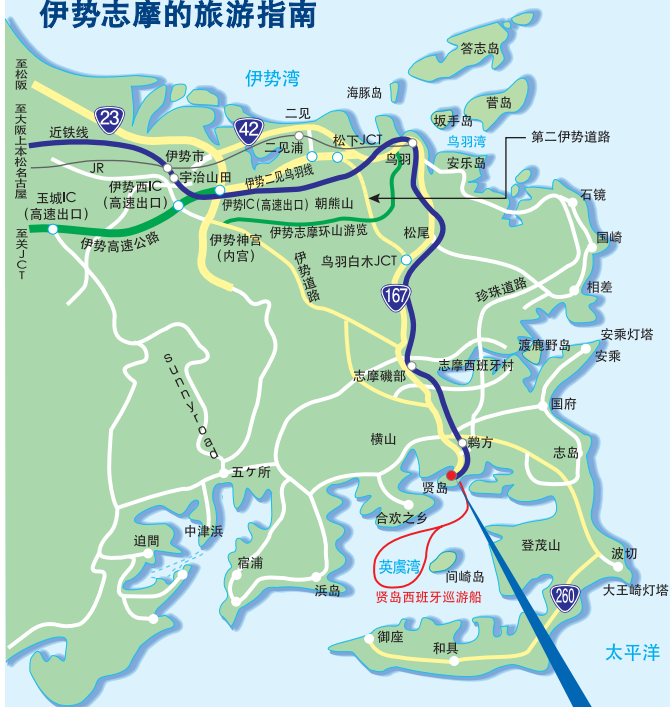 伊势志摩的旅游指南
答志岛
伊势湾
海豚岛
菅岛
至松阪
至大阪上本松名古屋
至关JCT
23
42
二见
坂手岛
鸟羽湾
第二伊势道路
近铁线
JR
伊势市
宇治山田
二见浦
松下JCT
鸟羽
安乐岛
伊势二见鸟羽线
伊势西IC
(高速出口)
玉城IC
(高速出口)
伊势IC(高速出口)
朝熊山
石镜
伊势高速公路
伊势神宫
(内宫)
伊势志摩环山游览
松尾
国崎
伊势道路
鸟羽白木JCT
167
珍珠道路
相差
安乘灯塔
安乘
渡鹿野岛
sunnyroad
志摩磯部
志摩西班牙村
国府
横山
鹈方
志岛
五ケ所
贤岛
合欢之乡
中津浜
迫間
宿浦
浜岛
英虞湾
间崎岛
登茂山
波切
贤岛西班牙巡游船
大王崎灯塔
260
御座
和具
太平洋